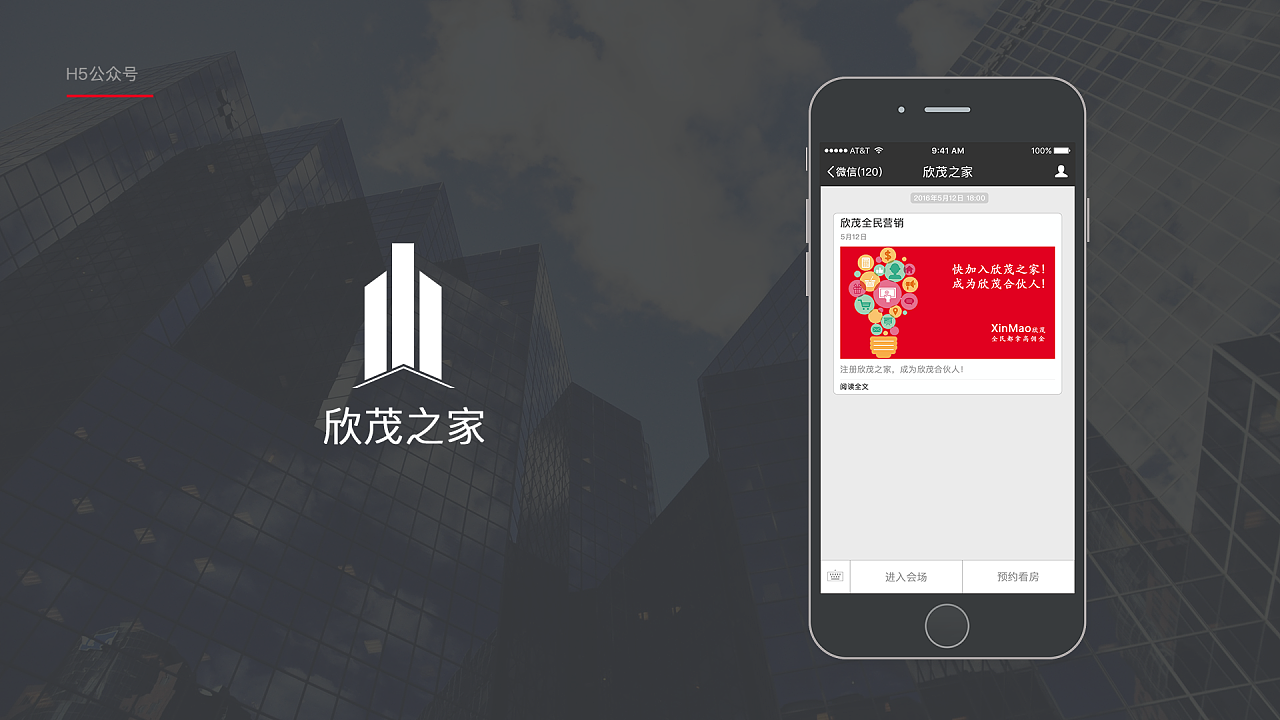 H5公众号
欣茂之家
AT&T
9:41 AM
100%
微信(120)
欣茂之家
2016年5月12日 18:00
欣茂全民营销
5月12日
快加入欣茂之家!
成为欣茂合伙人!
XinMao欣茂
全民都拿高佣金
注册欣茂之家,成为欣茂合伙人!
阅读全文
进入会场
预约看房